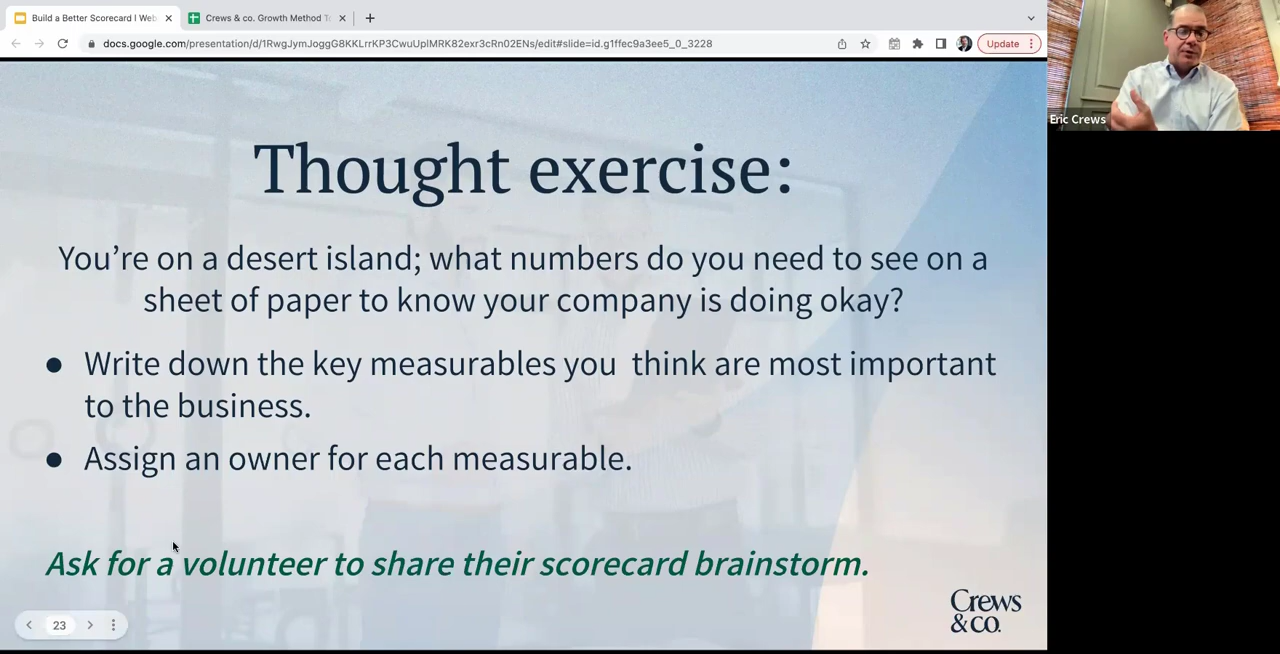 Build a Better Scorecard I Web
Crews & co. Growth Method T
docs.google.com/presentation/d/1RwgJymJoggG8KKLrrKP3CwuUplMRK82exr3cRn02ENs/edit#slide=id.g1ffec9a3ee5_0_3228
Update
Eric Crews
Thought exercise:
You’re on a desert island; what numbers do you need to see on a
sheet of paper to know your company is doing okay?
● Write down the key measurables you  think are most important
to the business.
● Assign an owner for each measurable.
Ask for a volunteer to share their scorecard brainstorm.
Crews
& CO.
23